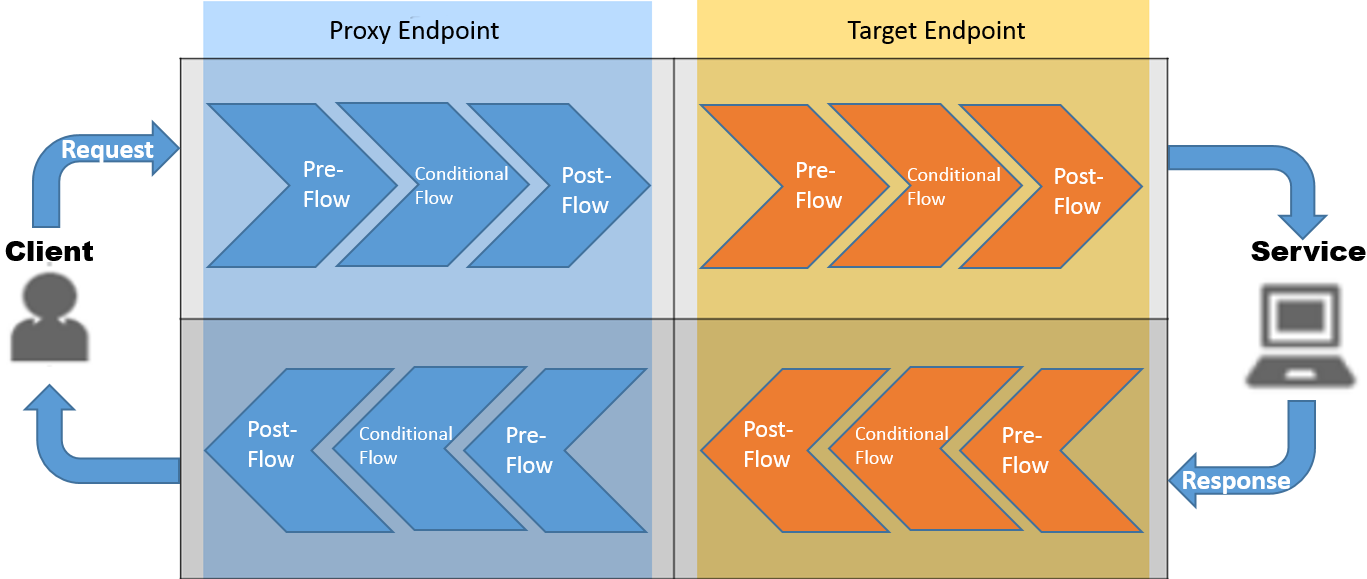 Proxy Endpoint
Target Endpoint
Request
Pre-
Flow
Conditional
Flow
Post-
Flow
Pre-
Flow
Conditional
Flow
Post-
Flow
Client
Service
Post-
Flow
Conditional
Flow
Pre-
Flow
Post-
Flow
Conditional
Flow
Pre-
Flow
Response